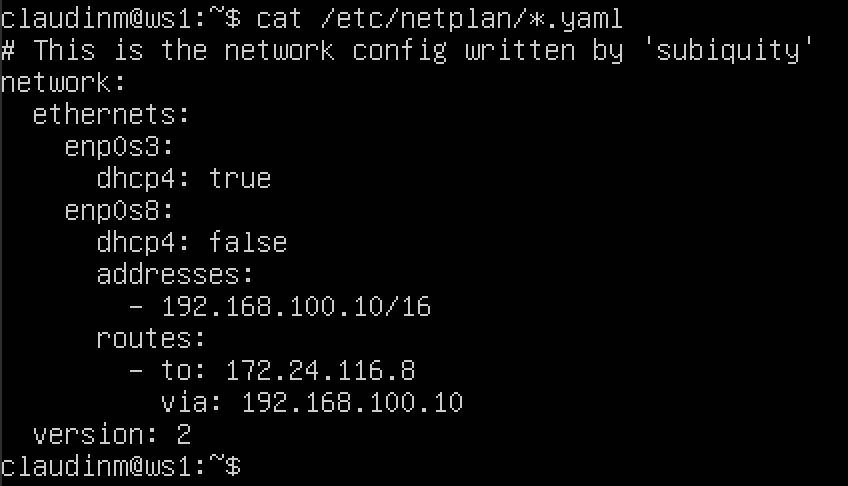 claudinm@ws1:~$ cat /etc/netplan/*.yaml
# This is the network config written by 'subiquity'
network:
  ethernets:
    enp0s3:
      dhcp4: true
    enp0s8:
      dhcp4: false
      addresses:
        - 192.168.100.10/16
      routes:
        - to: 172.24.116.8
          via: 192.168.100.10
  version: 2
claudinm@ws1:~$